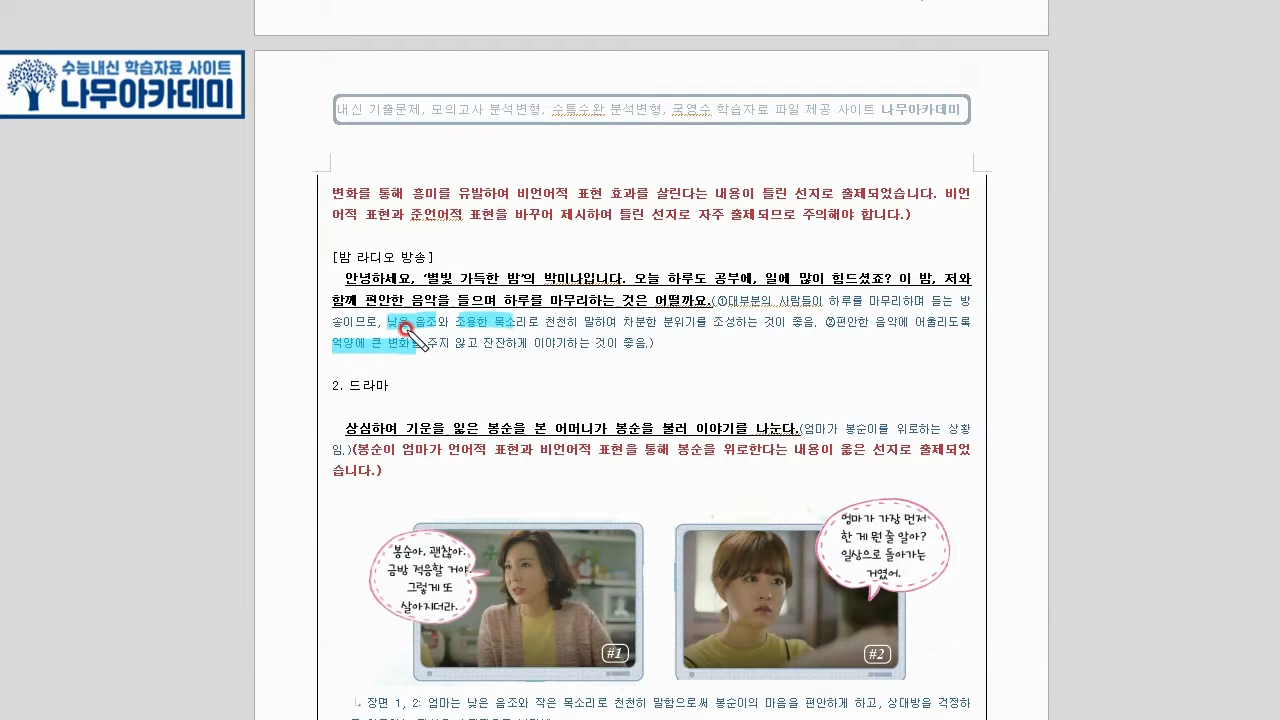 수능내신 학습자료 사이트
나무아카데미
내신 기출문제, 모의고사 분석변형, 수특수완 분석변형, 국영수 학습자료 파일 제공 사이트 나무아카데미
변화를 통해 흥미를 유발하여 비언어적 표현 효과를 살린다는 내용이 틀린 선지로 출제되었습니다. 비언
어적 표현과 준언어적 표현을 바꾸어 제시하여 틀린 선지로 자주 출제되므로 주의해야 합니다.)
[밤 라디오 방송]
안녕하세요, ‘별빛 가득한 밤’의 박미나입니다. 오늘 하루도 공부에, 일에 많이 힘드셨죠? 이 밤, 저와
함께 편안한 음악을 들으며 하루를 마무리하는 것은 어떨까요.(①대부분의 사람들이 하루를 마무리하며 듣는 방
송이므로, 낮은 음조와 조용한 목소리로 천천히 말하며 차분한 분위기를 조성하는 것이 좋음. ②편안한 음악에 어울리도록
억양에 큰 변화를 주지 않고 잔잔하게 이야기하는 것이 좋음.)
2. 드라마
상심하여 기운을 잃은 봉순을 본 어머니가 봉순을 불러 이야기를 나눈다.(엄마가 봉순이를 위로하는 상황
임.)(봉순이 엄마가 언어적 표현과 비언어적 표현을 통해 봉순을 위로한다는 내용이 옳은 선지로 출제되었
습니다.)
봉순아, 괜찮아.
금방 적응할 거야.
그렇게 또
살아지더라.
#1
엄마가 가장 먼저
한 게 뭔 줄 알아?
일상으로 돌아가는
거였어.
#2
↳ 장면 1, 2: 엄마는 낮은 음조와 작은 목소리로 천천히 말함으로써 봉순이의 마음을 편안하게 하고, 상대방을 걱정하